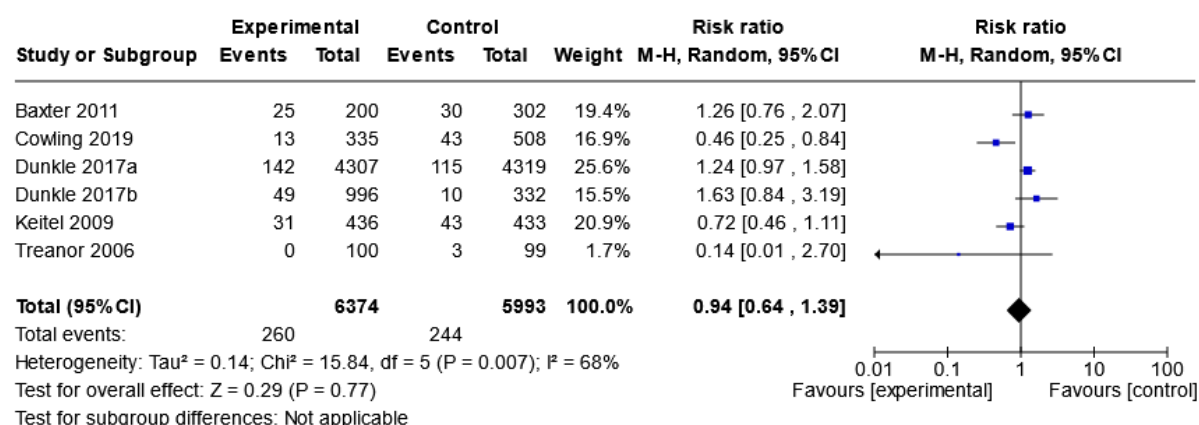 Experimental Control Risk ratio Risk ratio
Study or Subgroup Events Total Events Total Weight M-H, Random, 95% CI M-H, Random, 95% CI
Baxter 2011 25 200 30 302 19.4% 1.26 [0.76 , 2.07]
Cowling 2019 13 335 43 508 16.9% 0.46 [0.25 , 0.84]
Dunkle 2017a 142 4307 115 4319 25.6% 1.24 [0.97 , 1.58]
Dunkle 2017b 49 996 10 332 15.5% 1.63 [0.84 , 3.19]
Keitel 2009 31 436 43 433 20.9% 0.72 [0.46 , 1.11]
Treanor 2006 0 100 3 99 1.7% 0.14 [0.01 , 2.70]
Total (95% CI) 6374 5993 100.0% 0.94 [0.64 , 1.39]
Total events: 260 244
Heterogeneity: Tau² = 0.14; Chi² = 15.84, df = 5 (P = 0.007); I² = 68%
0.01 0.1 1 10 100
Test for overall effect: Z = 0.29 (P = 0.77) Favours [experimental] Favours [control]
Test for subgroup differences: Not applicable